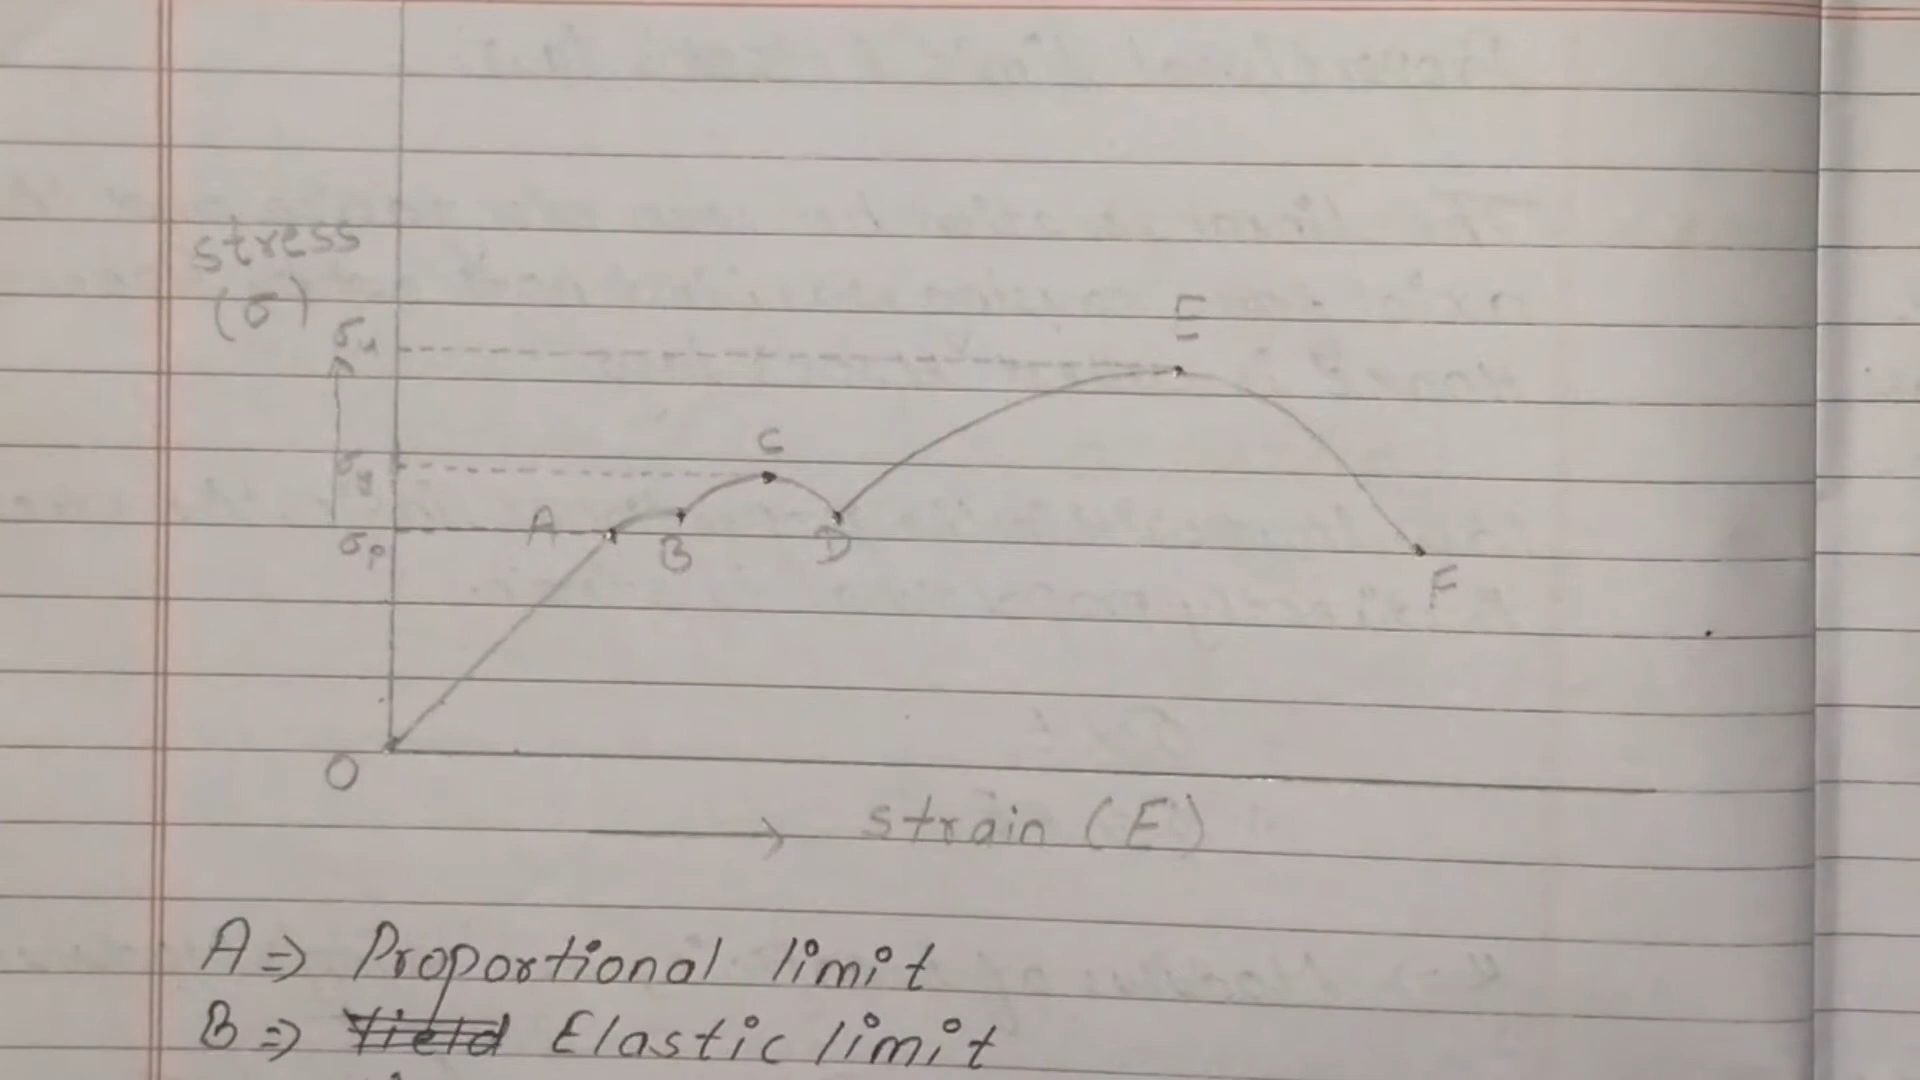 stress
(σ)
σu
E
C
σy
A
σp
B
D
F
O
strain (E)
A ⇒ Proportional limit
B ⇒ Yield Elastic limit